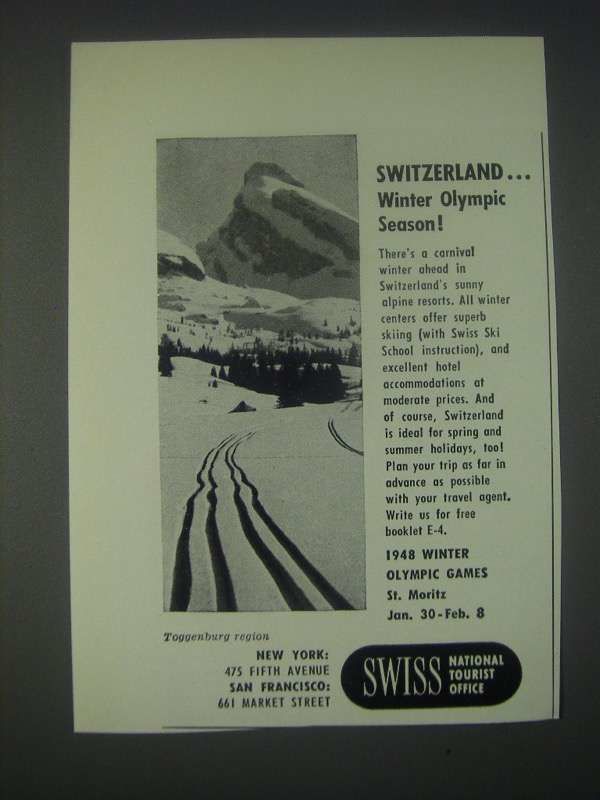 SWITZERLAND...
Winter Olympic
Season!
There's a carnival
winter ahead in
Switzerland's sunny
alpine resorts. All winter
centers offer superb
skiing (with Swiss Ski
School instruction), and
excellent hotel
accommodations at
moderate prices. And
of course, Switzerland
is ideal for spring and
summer holidays, too!
Plan your trip as far in
advance as possible
with your travel agent.
Write us for free
booklet E-4.
1948 WINTER
OLYMPIC GAMES
St. Moritz
Jan. 30-Feb. 8
Toggenburg region
NEW YORK:
475 FIFTH AVENUE
SAN FRANCISCO:
661 MARKET STREET
SWISS NATIONAL
TOURIST
OFFICE